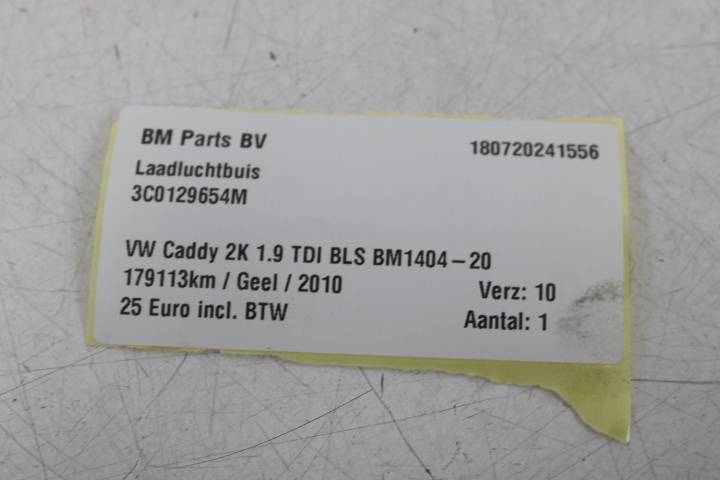 BM Parts BV 180720241556
Laadluchtbuis
3C0129654M
VW Caddy 2K 1.9 TDI BLS BM1404-20
179113km / Geel / 2010 Verz: 10
25 Euro incl. BTW Aantal: 1